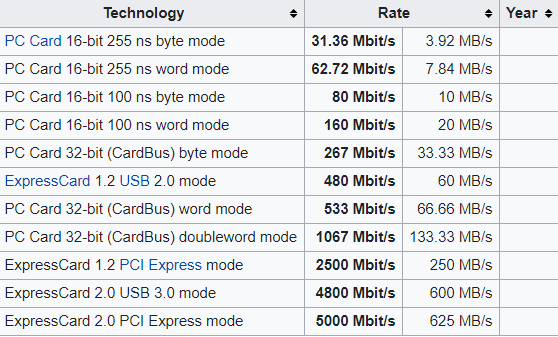 Technology Rate Year
PC Card 16-bit 255 ns byte mode 31.36 Mbit/s 3.92 MB/s
PC Card 16-bit 255 ns word mode 62.72 Mbit/s 7.84 MB/s
PC Card 16-bit 100 ns byte mode 80 Mbit/s 10 MB/s
PC Card 16-bit 100 ns word mode 160 Mbit/s 20 MB/s
PC Card 32-bit (CardBus) byte mode 267 Mbit/s 33.33 MB/s
ExpressCard 1.2 USB 2.0 mode 480 Mbit/s 60 MB/s
PC Card 32-bit (CardBus) word mode 533 Mbit/s 66.66 MB/s
PC Card 32-bit (CardBus) doubleword mode 1067 Mbit/s 133.33 MB/s
ExpressCard 1.2 PCI Express mode 2500 Mbit/s 250 MB/s
ExpressCard 2.0 USB 3.0 mode 4800 Mbit/s 600 MB/s
ExpressCard 2.0 PCI Express mode 5000 Mbit/s 625 MB/s